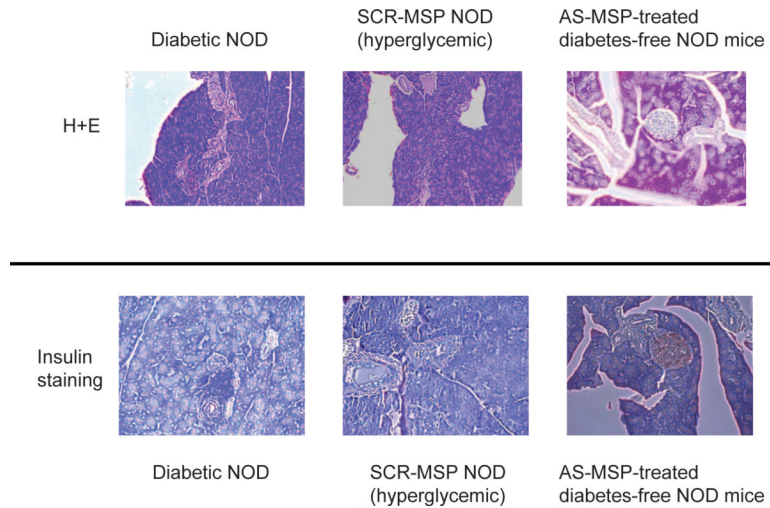 Diabetic NOD
SCR-MSP NOD
(hyperglycemic)
AS-MSP-treated
diabetes-free NOD mice
H+E
Insulin
staining
Diabetic NOD
SCR-MSP NOD
(hyperglycemic)
AS-MSP-treated
diabetes-free NOD mice